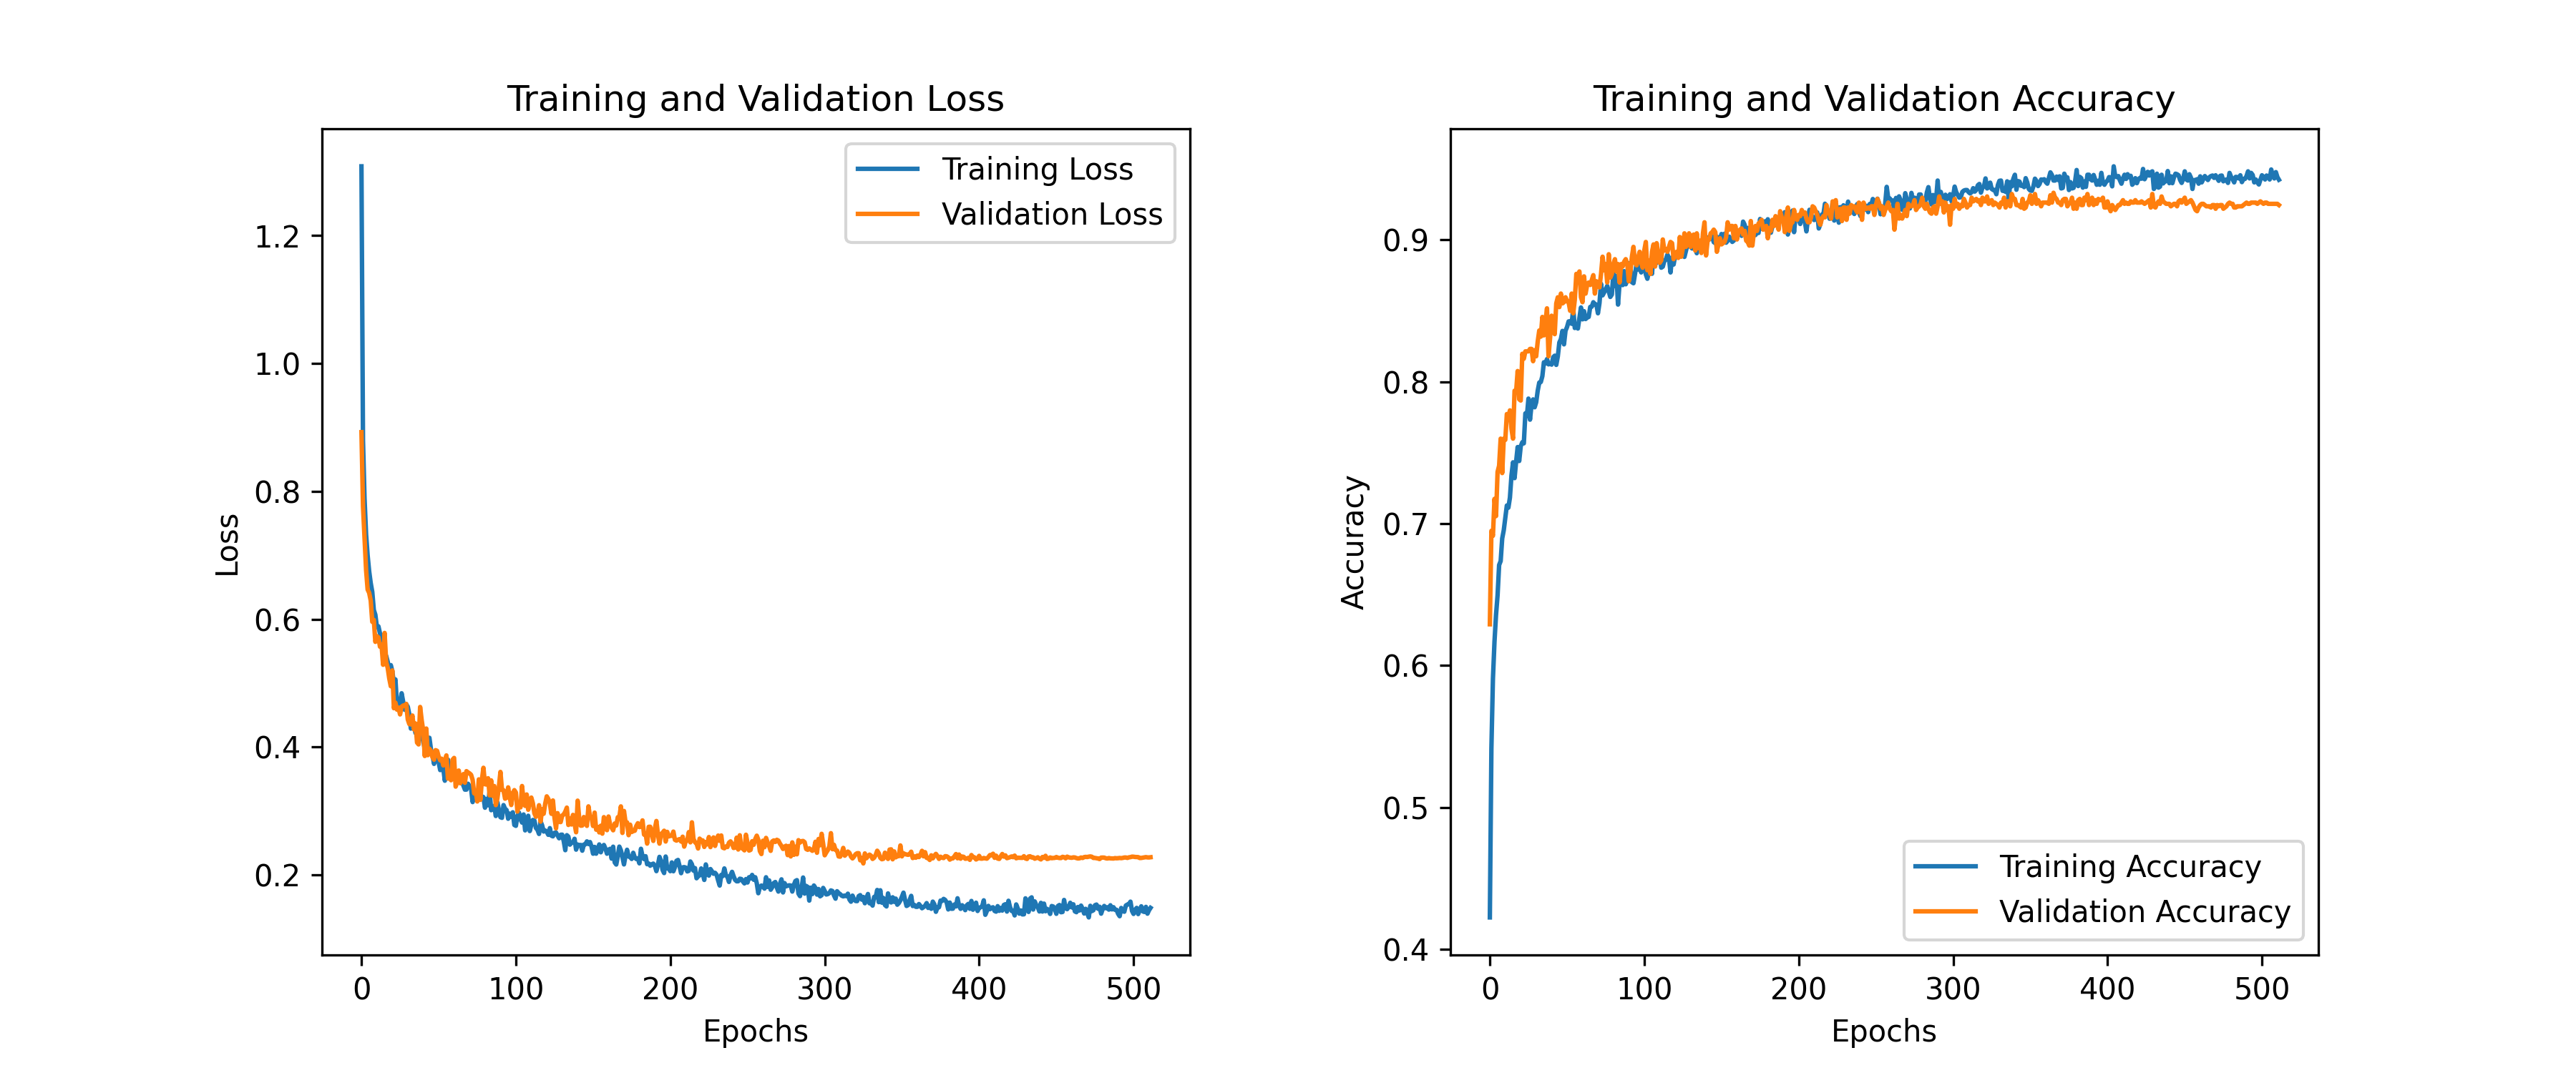 Training and Validation Loss
Training Loss
Validation Loss
1.2
1.0
0.8
0.6
0.4
0.2
Loss
0 100 200 300 400 500
Epochs
Training and Validation Accuracy
0.9
0.8
0.7
0.6
0.5
0.4
Accuracy
Training Accuracy
Validation Accuracy
0 100 200 300 400 500
Epochs